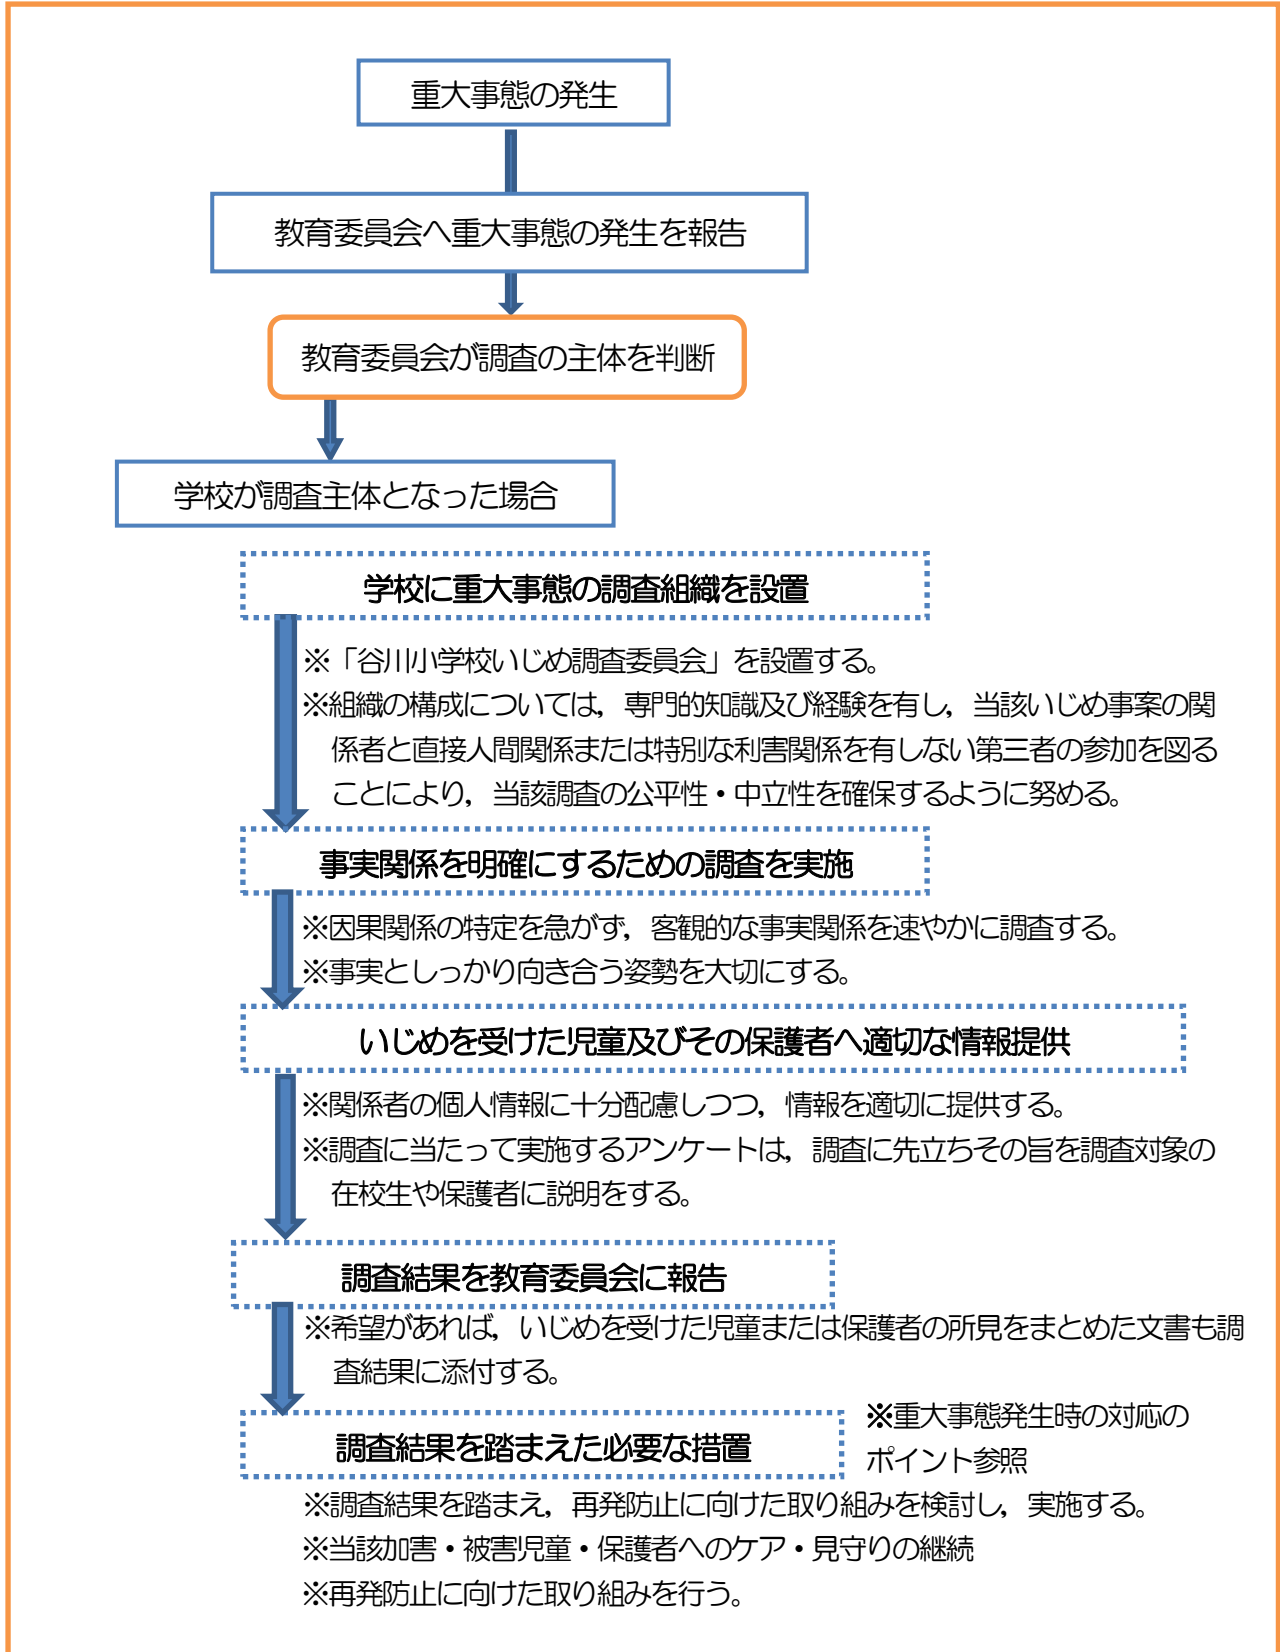 重大事態の発生
教育委員会へ重大事態の発生を報告
教育委員会が調査の主体を判断
学校が調査主体となった場合
学校に重大事態の調査組織を設置
※「谷川小学校いじめ調査委員会」を設置する。
※組織の構成については，専門的知識及び経験を有し，当該いじめ事案の関
係者と直接人間関係または特別な利害関係を有しない第三者の参加を図る
ことにより，当該調査の公平性・中立性を確保するように努める。
事実関係を明確にするための調査を実施
※因果関係の特定を急がず，客観的な事実関係を速やかに調査する。
※事実としっかり向き合う姿勢を大切にする。
いじめを受けた児童及びその保護者へ適切な情報提供
※関係者の個人情報に十分配慮しつつ，情報を適切に提供する。
※調査に当たって実施するアンケートは，調査に先立ちその旨を調査対象の
在校生や保護者に説明をする。
調査結果を教育委員会に報告
※希望があれば，いじめを受けた児童または保護者の所見をまとめた文書も調
査結果に添付する。
調査結果を踏まえた必要な措置
※重大事態発生時の対応の
ポイント参照
※調査結果を踏まえ，再発防止に向けた取り組みを検討し，実施する。
※当該加害・被害児童・保護者へのケア・見守りの継続
※再発防止に向けた取り組みを行う。